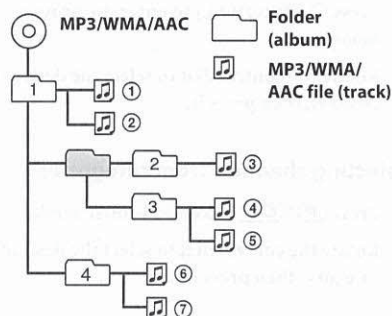 MP3/WMA/AAC
Folder
(album)
MP3/WMA/
AAC file (track)
1
①
②
2
③
3
④
⑤
4
⑥
⑦